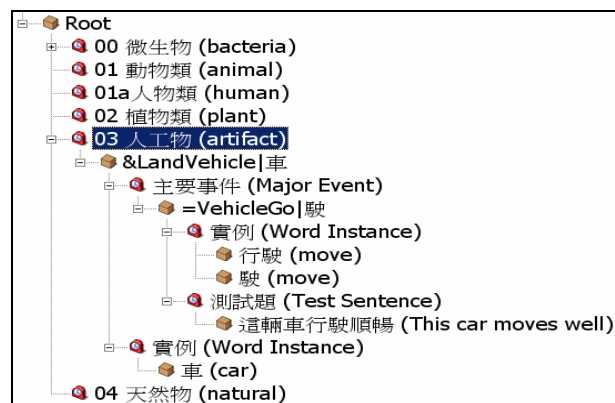 Root
00 微生物 (bacteria)
01 動物類 (animal)
01a人物類 (human)
02 植物類 (plant)
03 人工物 (artifact)
&LandVehicle|車
主要事件 (Major Event)
=VehicleGo|駛
實例 (Word Instance)
行駛 (move)
駛 (move)
測試題 (Test Sentence)
這輛車行駛順暢 (This car moves well)
實例 (Word Instance)
車 (car)
04 天然物 (natural)